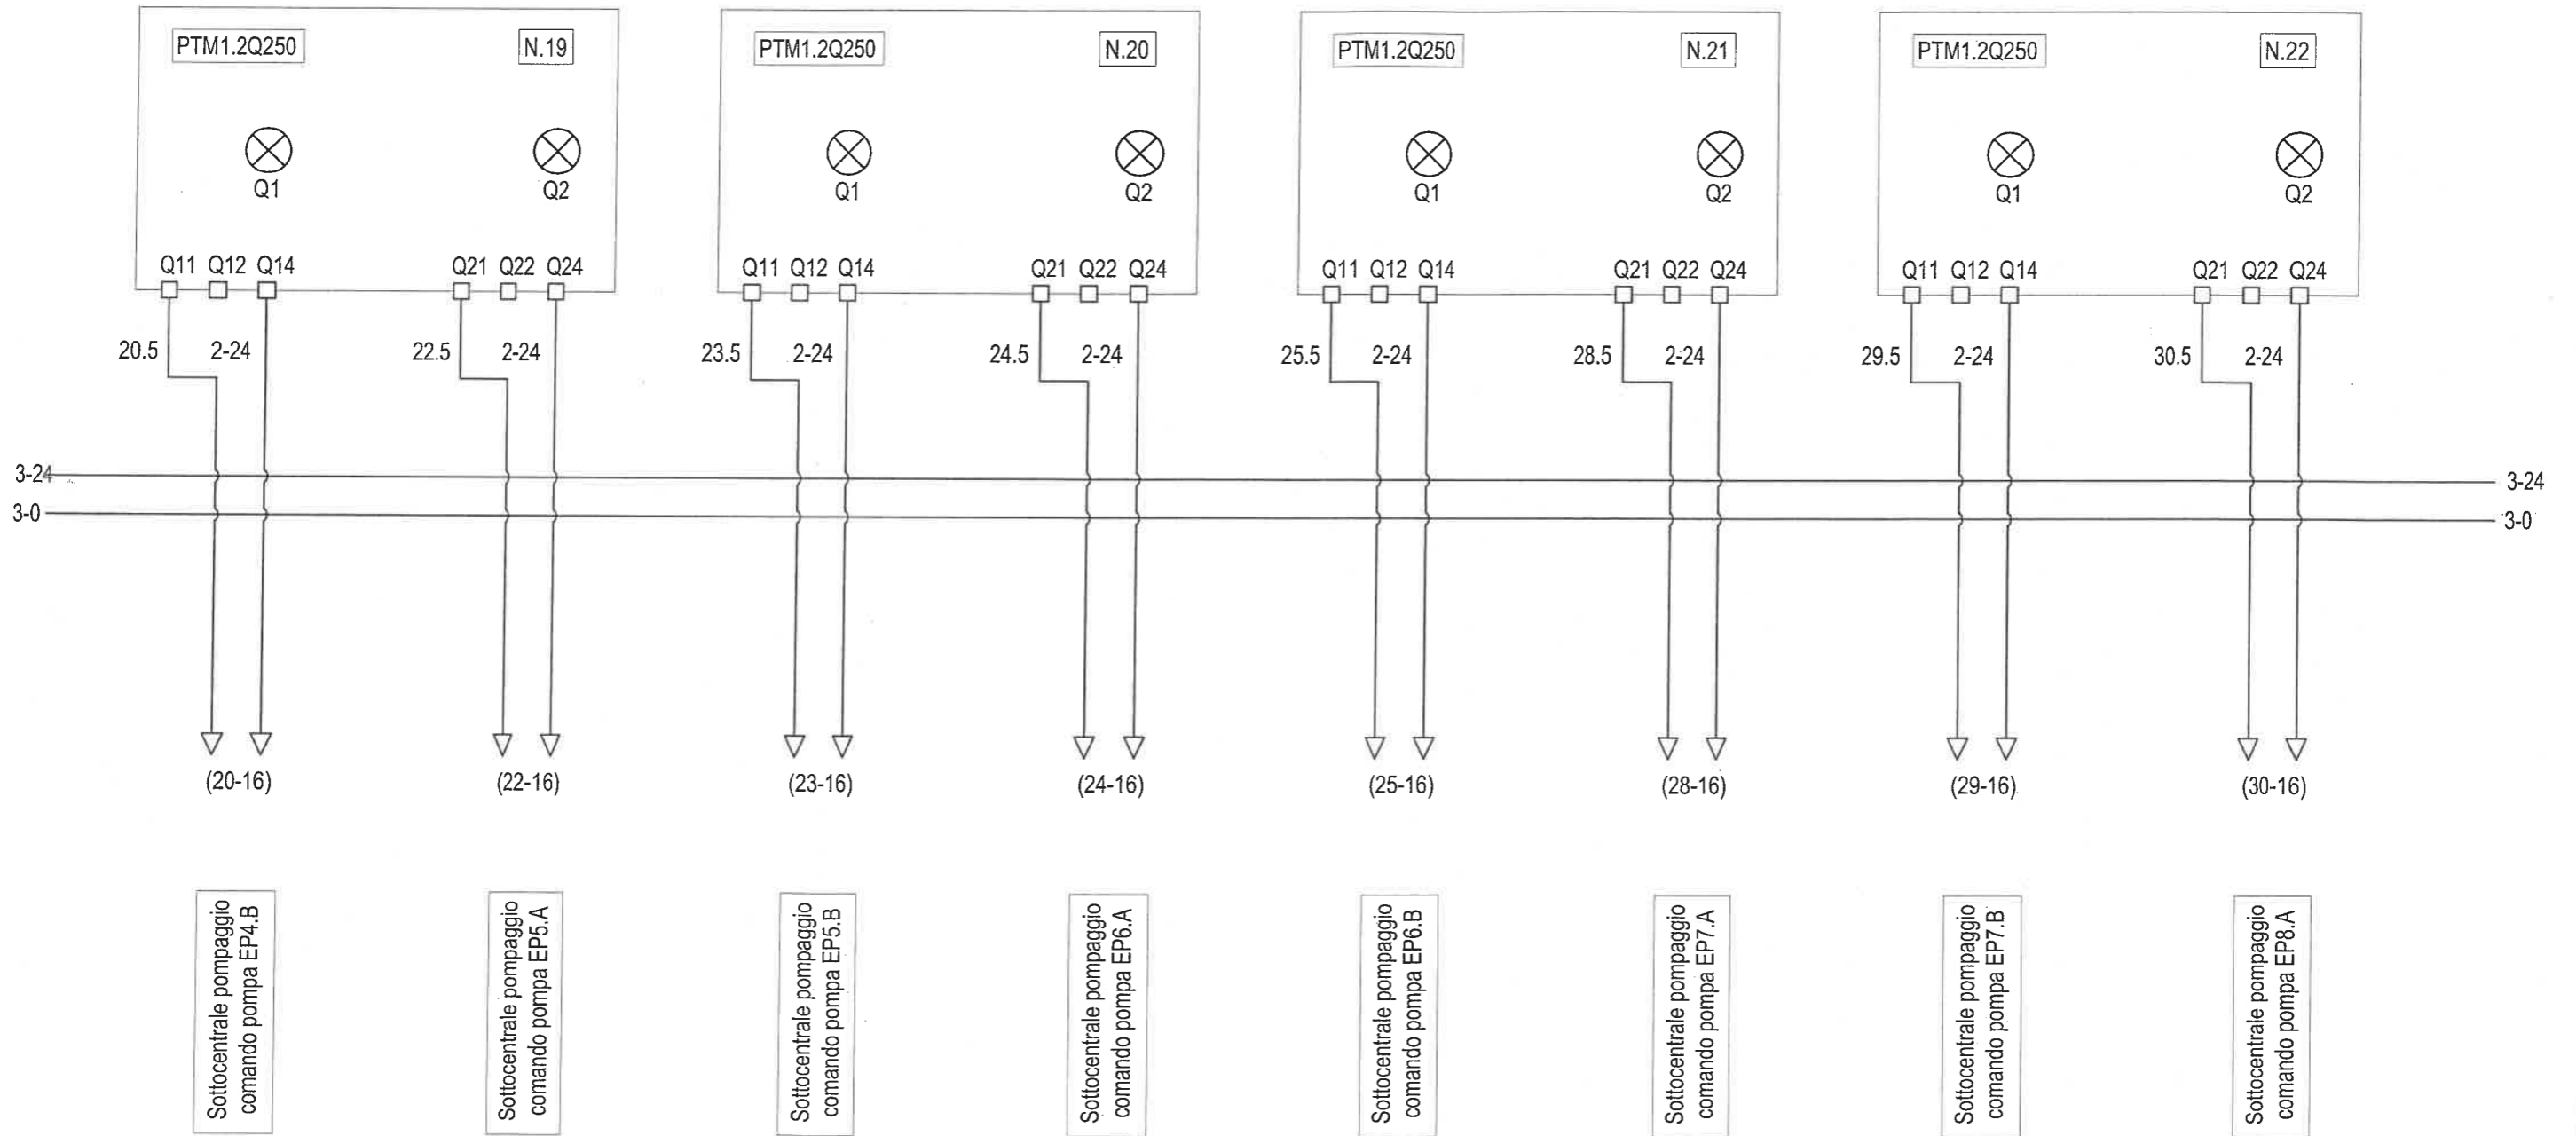 PTM1.2Q250 N.19 PTM1.2Q250 N.20 PTM1.2Q250 N.21 PTM1.2Q250 N.22
Q1 Q2 Q1 Q2 Q1 Q2 Q1 Q2
Q11 Q12 Q14 Q21 Q22 Q24 Q11 Q12 Q14 Q21 Q22 Q24 Q11 Q12 Q14 Q21 Q22 Q24 Q11 Q12 Q14 Q21 Q22 Q24
20.5 2-24 22.5 2-24 23.5 2-24 24.5 2-24 25.5 2-24 28.5 2-24 29.5 2-24 30.5 2-24
3-24 3-24
3-0 3-0
(20-16) (22-16) (23-16) (24-16) (25-16) (28-16) (29-16) (30-16)
Sottocentrale pompaggio
comando pompa EP4.B
Sottocentrale pompaggio
comando pompa EP5.A
Sottocentrale pompaggio
comando pompa EP5.B
Sottocentrale pompaggio
comando pompa EP6.A
Sottocentrale pompaggio
comando pompa EP6.B
Sottocentrale pompaggio
comando pompa EP7.A
Sottocentrale pompaggio
comando pompa EP7.B
Sottocentrale pompaggio
comando pompa EP8.A